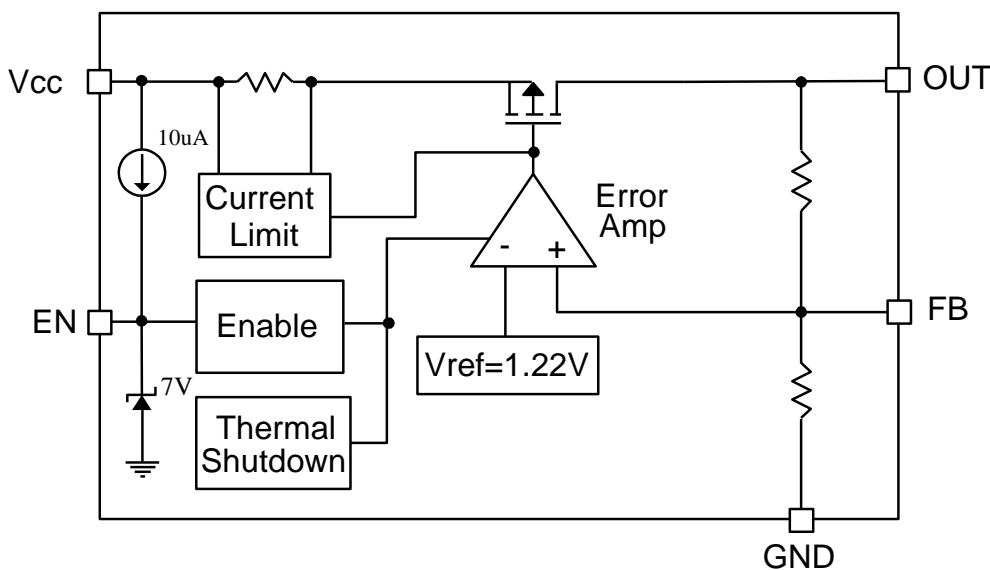 Vcc
OUT
10uA
Current
Limit
Error
Amp
-
+
EN
Enable
FB
Vref=1.22V
7V
Thermal
Shutdown
GND